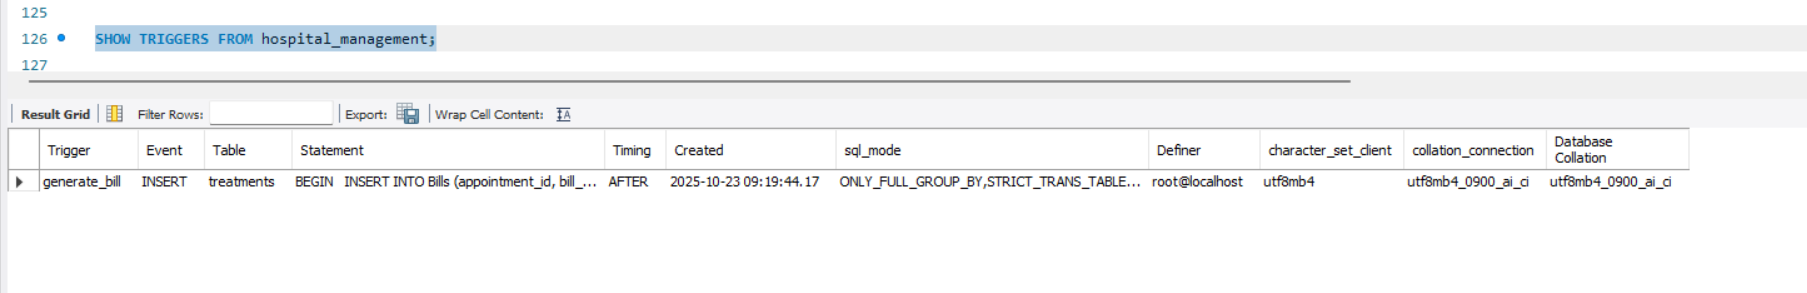 125
126 SHOW TRIGGERS FROM hospital_management;
127
Result Grid Filter Rows: Export: Wrap Cell Content: IA
Trigger Event Table Statement Timing Created sql_mode Definer character_set_client collation_connection Database Collation
generate_bill INSERT treatments BEGIN INSERT INTO Bills (appointment_id, bill_... AFTER 2025-10-23 09:19:44.17 ONLY_FULL_GROUP_BY,STRICT_TRANS_TABLE... root@localhost utf8mb4 utf8mb4_0900_ai_ci utf8mb4_0900_ai_ci